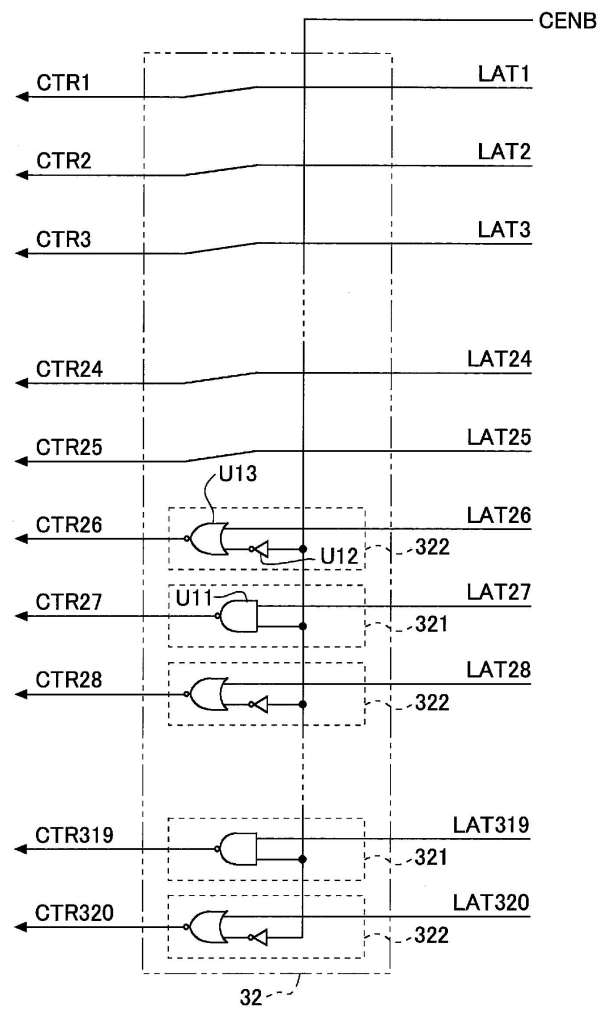 CENB
CTR1 LAT1
CTR2 LAT2
CTR3 LAT3
CTR24 LAT24
CTR25 LAT25
U13
CTR26 LAT26
U12 322
CTR27 U11 LAT27
321
CTR28 LAT28
322
CTR319 LAT319
321
CTR320 LAT320
322
32